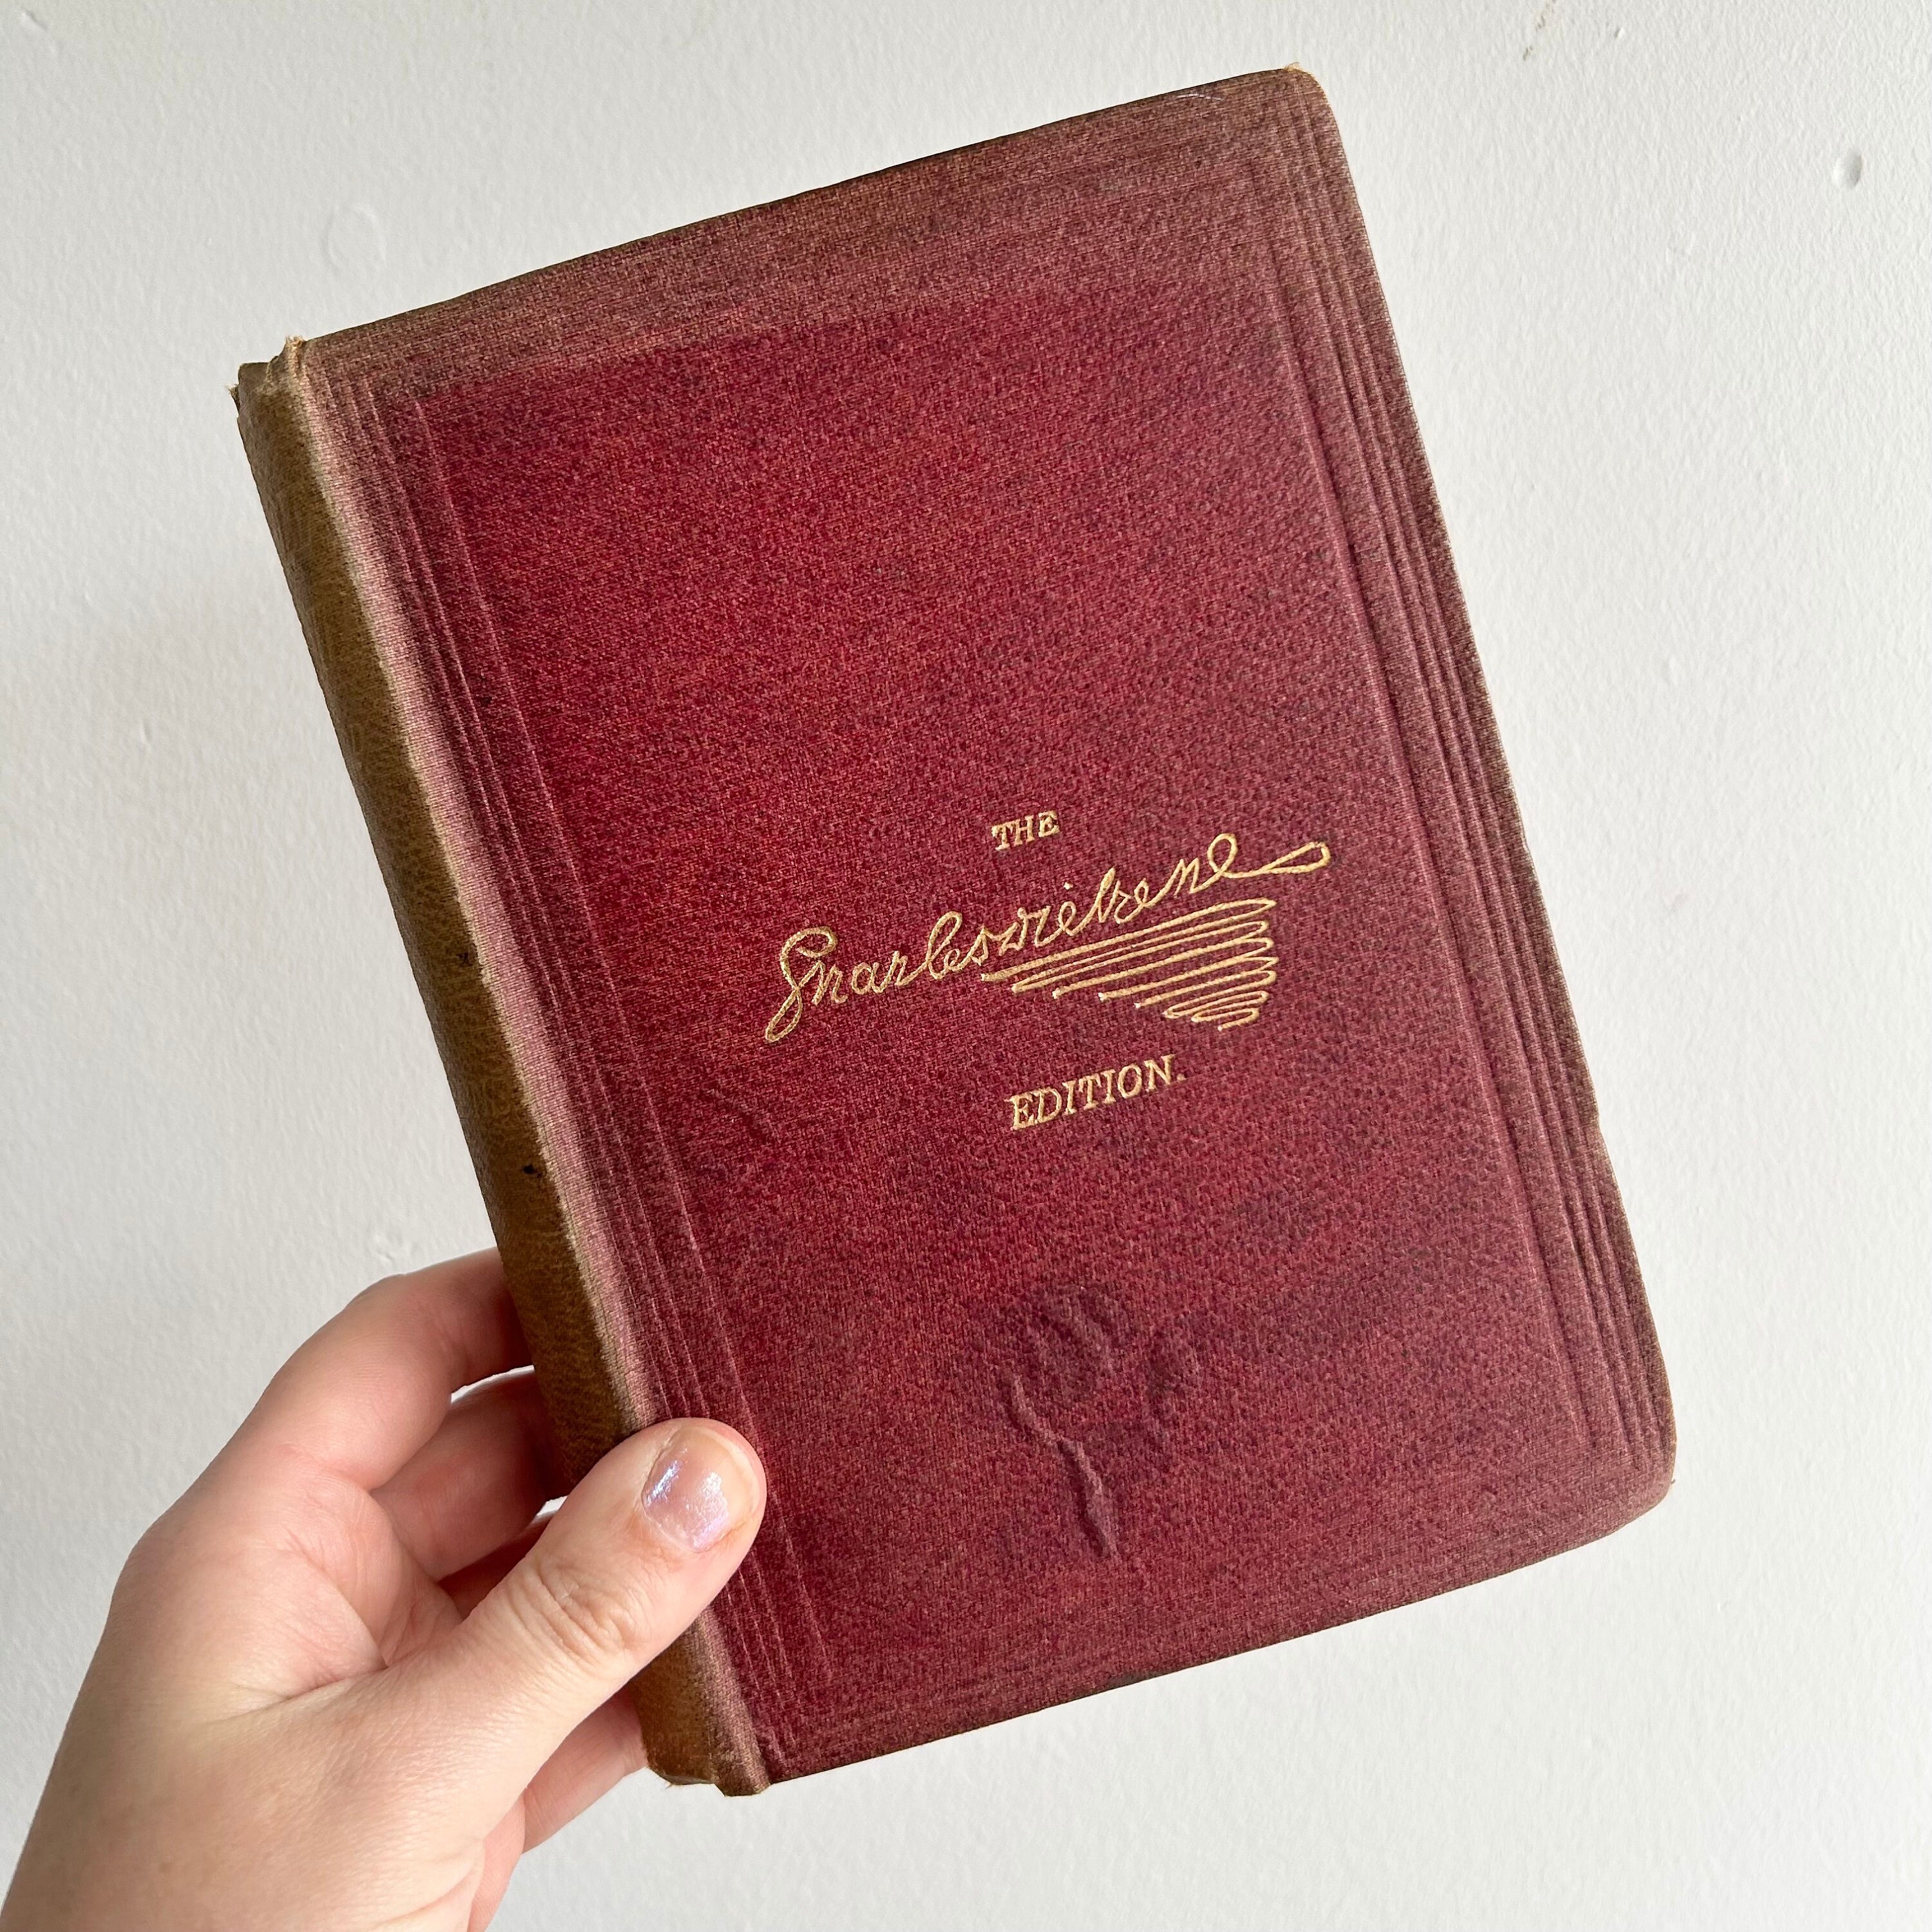 THE
Charles Dickens
EDITION.